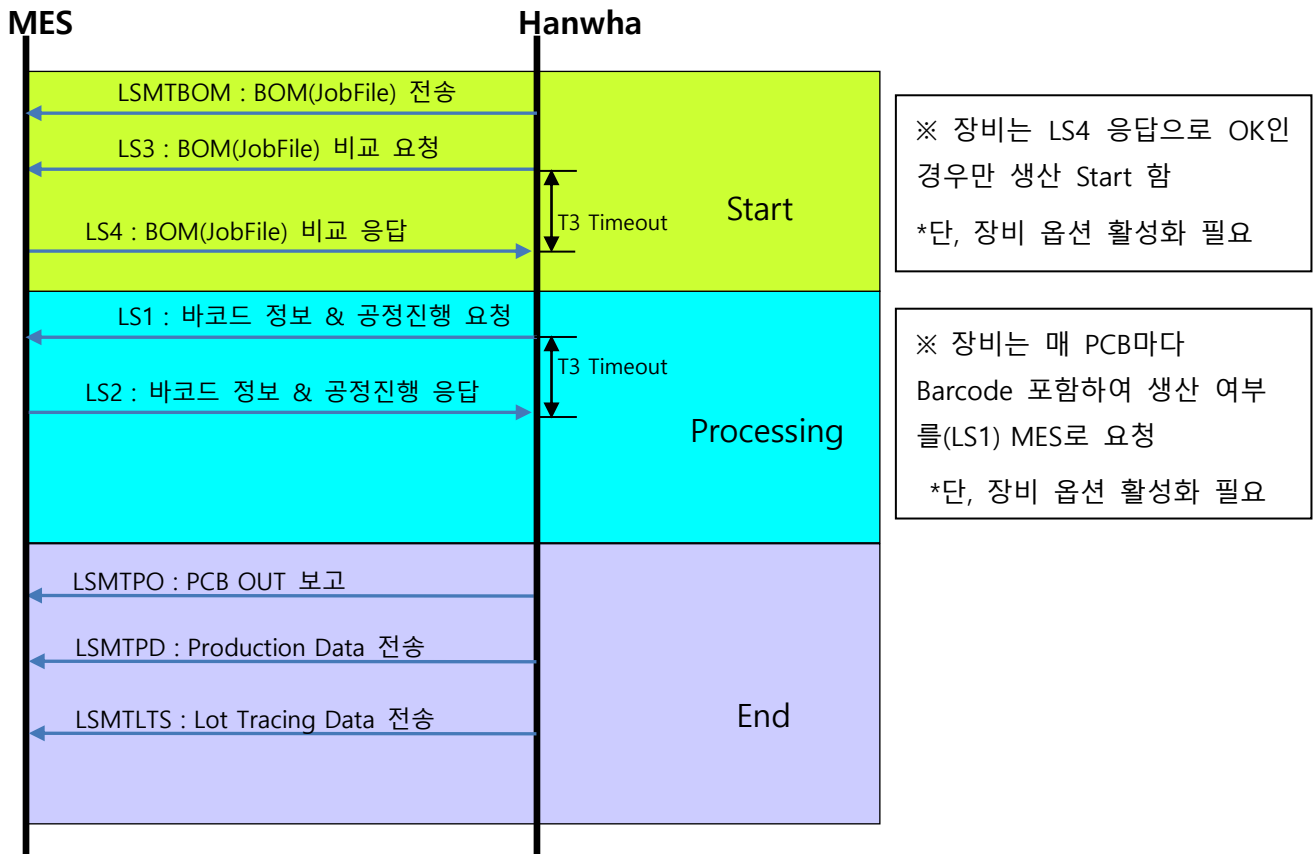 MES
Hanwha
LSMTBOM : BOM(JobFile) 전송
LS3 : BOM(JobFile) 비교 요청
T3 Timeout
LS4 : BOM(JobFile) 비교 응답
Start
※ 장비는 LS4 응답으로 OK인
경우만 생산 Start 함
*단, 장비 옵션 활성화 필요
LS1 : 바코드 정보 & 공정진행 요청
T3 Timeout
LS2 : 바코드 정보 & 공정진행 응답
Processing
※ 장비는 매 PCB마다
Barcode 포함하여 생산 여부
를(LS1) MES로 요청
*단, 장비 옵션 활성화 필요
LSMTPO : PCB OUT 보고
LSMTPD : Production Data 전송
LSMTLTS : Lot Tracing Data 전송
End